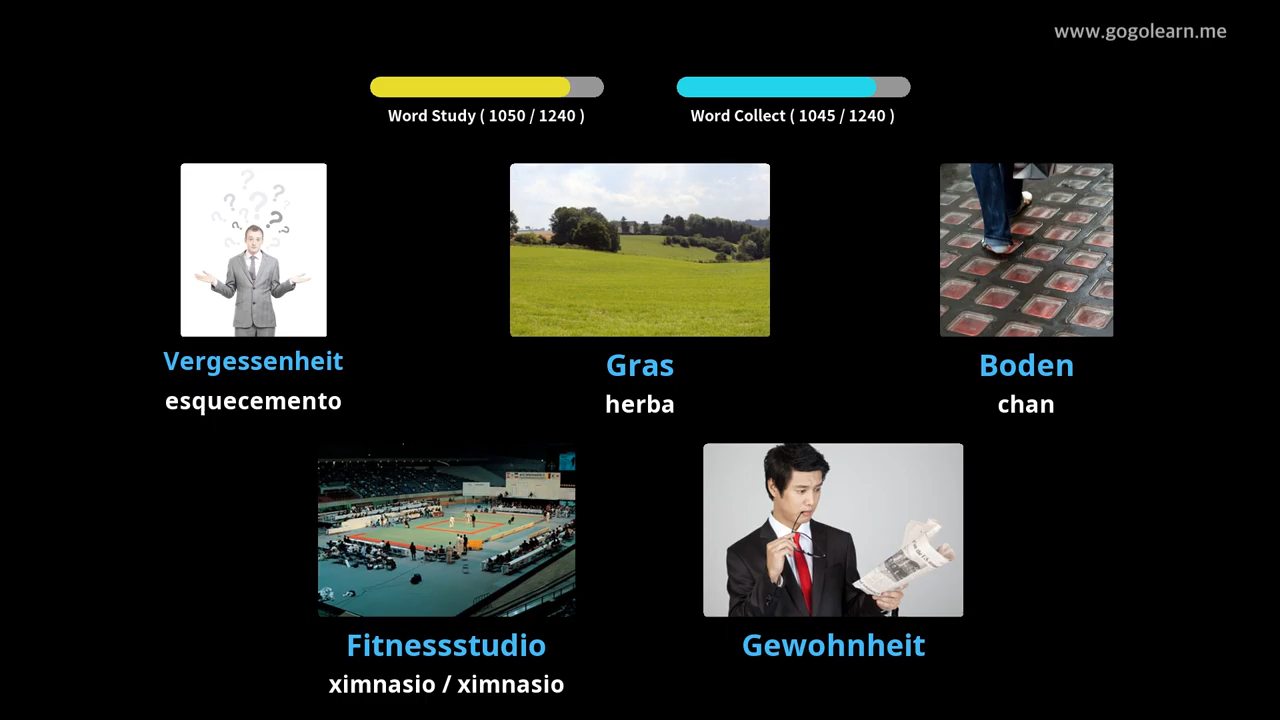 www.gogolearn.me
Word Study ( 1050 / 1240 )
Word Collect ( 1045 / 1240 )
Vergessenheit
esquecemento
Gras
herba
Boden
chan
Fitnessstudio
ximnasio / ximnasio
Gewohnheit